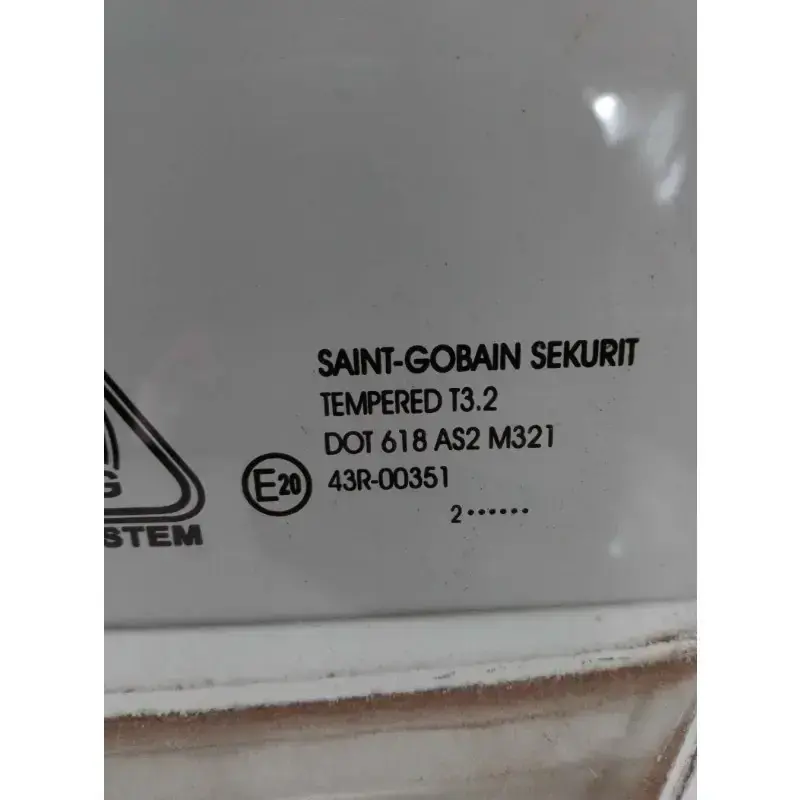 SAINT-GOBAIN SEKURIT
TEMPERED T3.2
DOT 618 AS2 M321
E20 43R-00351
2······
G
STEM